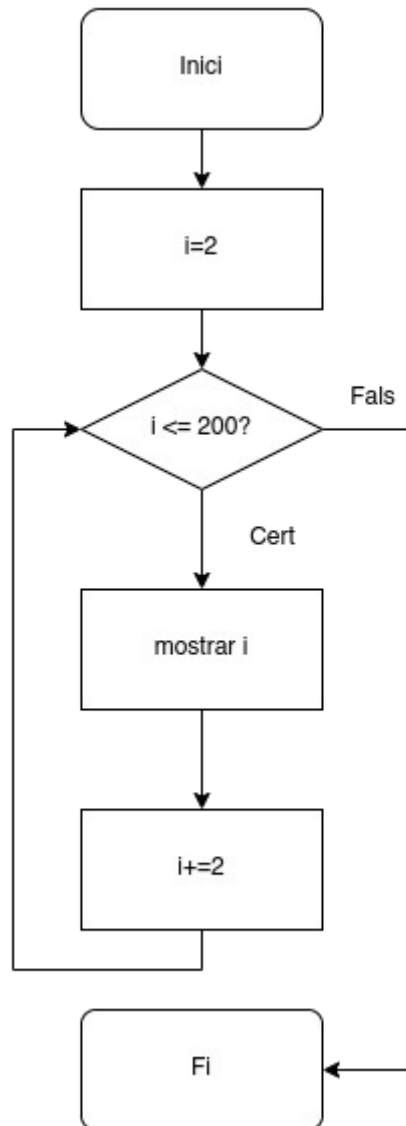 Inici
i=2
i <= 200?
Fals
Cert
mostrar i
i+=2
Fi